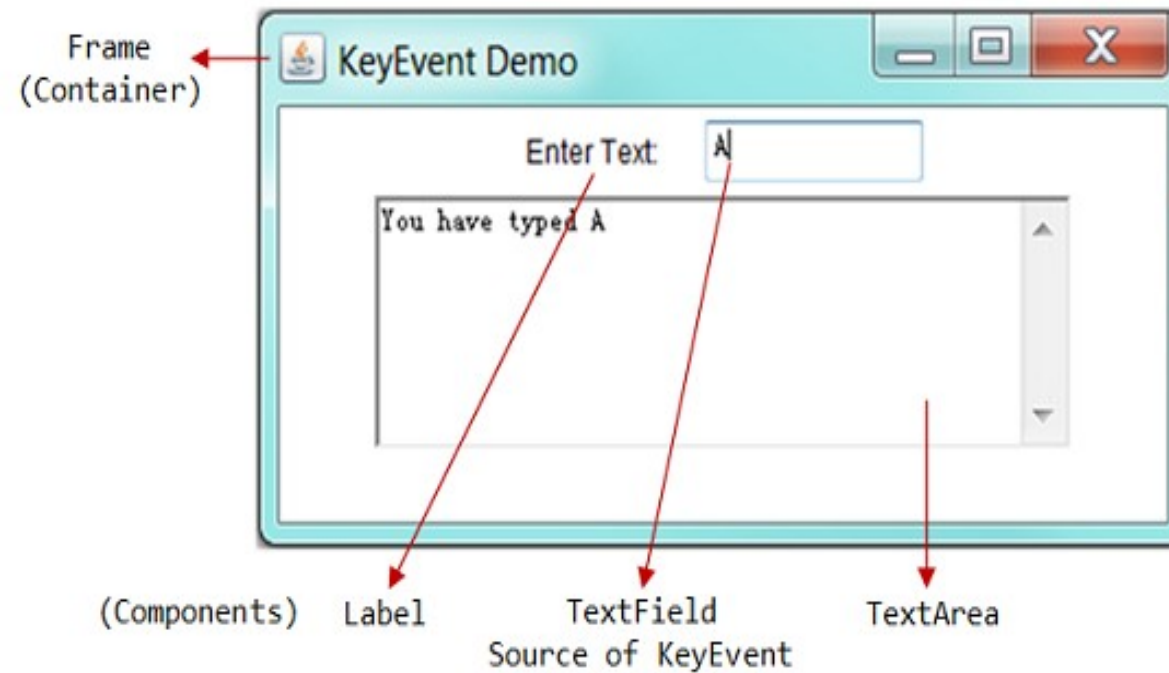 Frame
(Container)
KeyEvent Demo
X
Enter Text:
A
You have typed A
(Components)
Label
TextField
TextArea
Source of KeyEvent